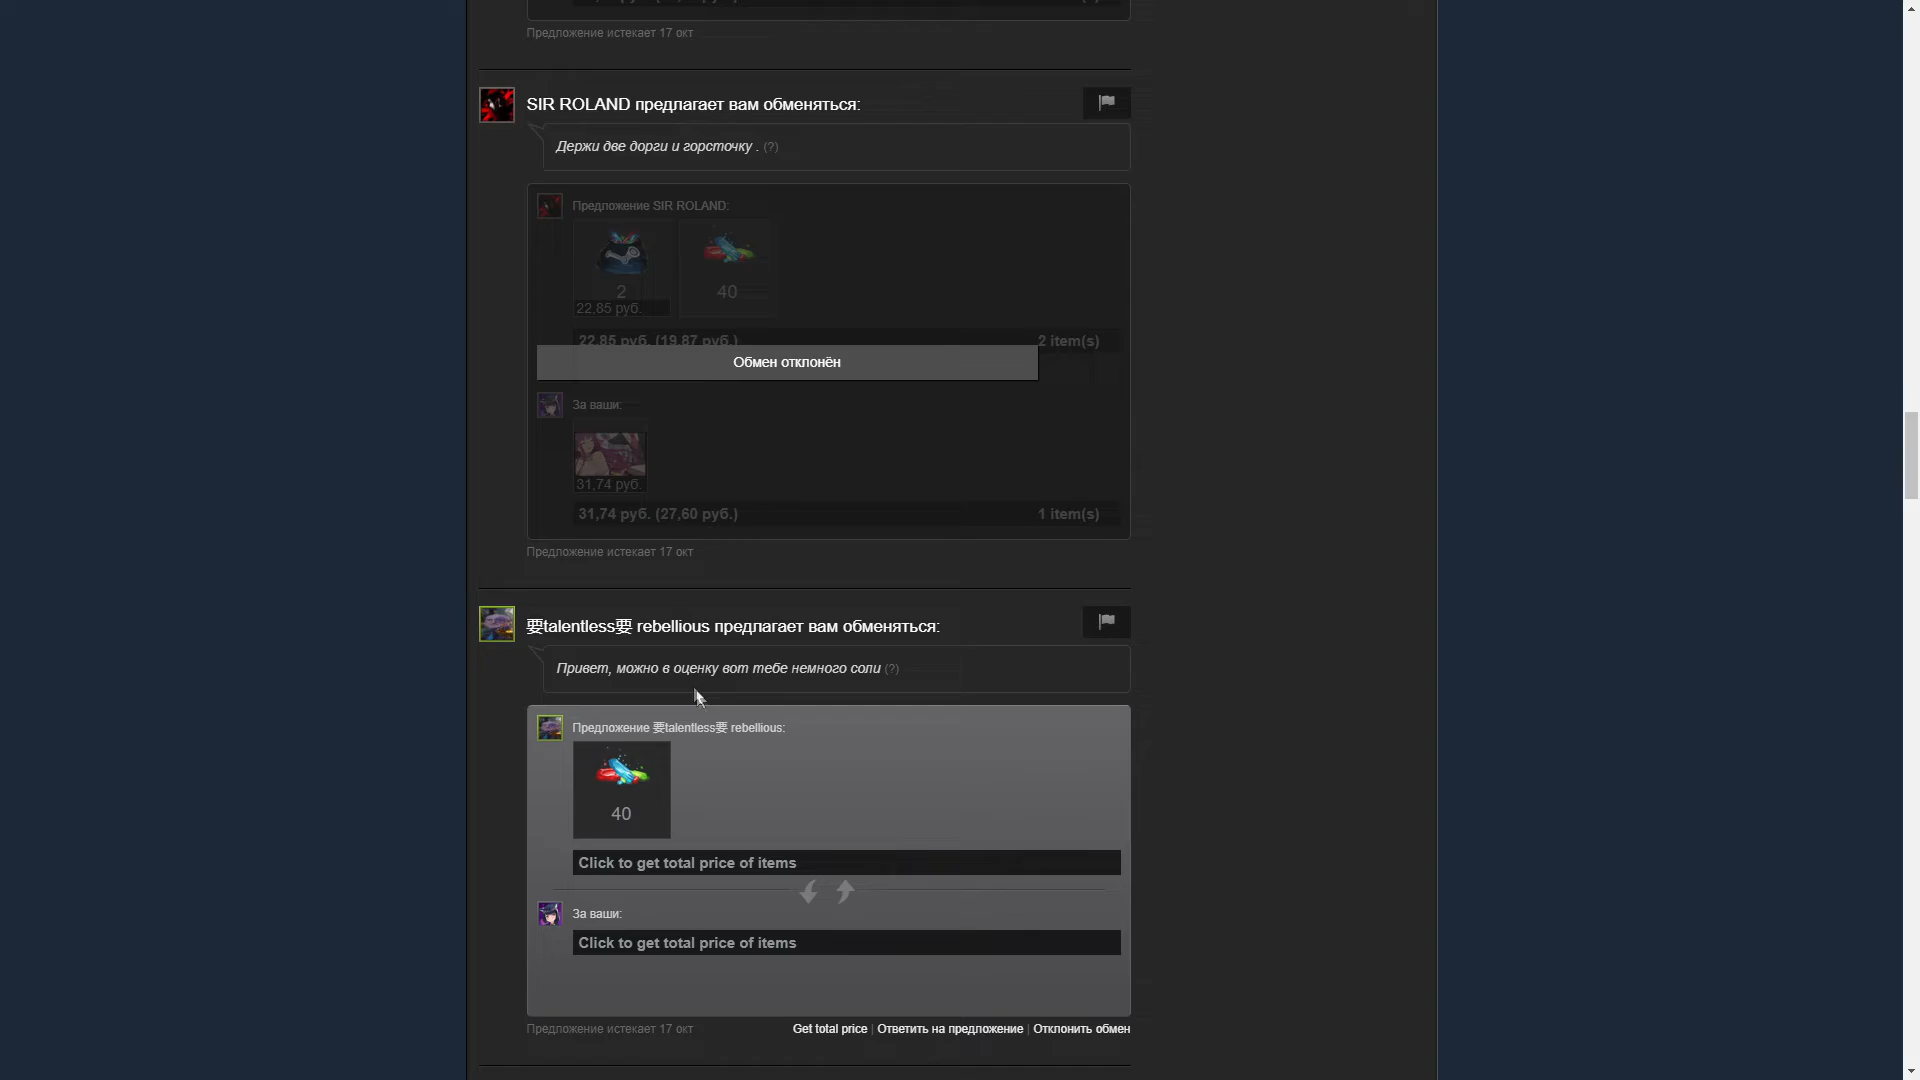 Предложение истекает 17 окт
SIR ROLAND предлагает вам обменяться:
Держи две дорги и горсточку . (?)
Предложение SIR ROLAND:
2
40
22,85 руб.
22,85 руб. (19,87 руб.)
2 item(s)
Обмен отклонён
За ваши:
31,74 руб.
31,74 руб. (27,60 руб.)
1 item(s)
Предложение истекает 17 окт
要talentless要 rebellious предлагает вам обменяться:
Привет, можно в оценку вот тебе немного соли (?)
Предложение 要talentless要 rebellious:
40
Click to get total price of items
За ваши:
Click to get total price of items
Предложение истекает 17 окт
Get total price | Ответить на предложение | Отклонить обмен